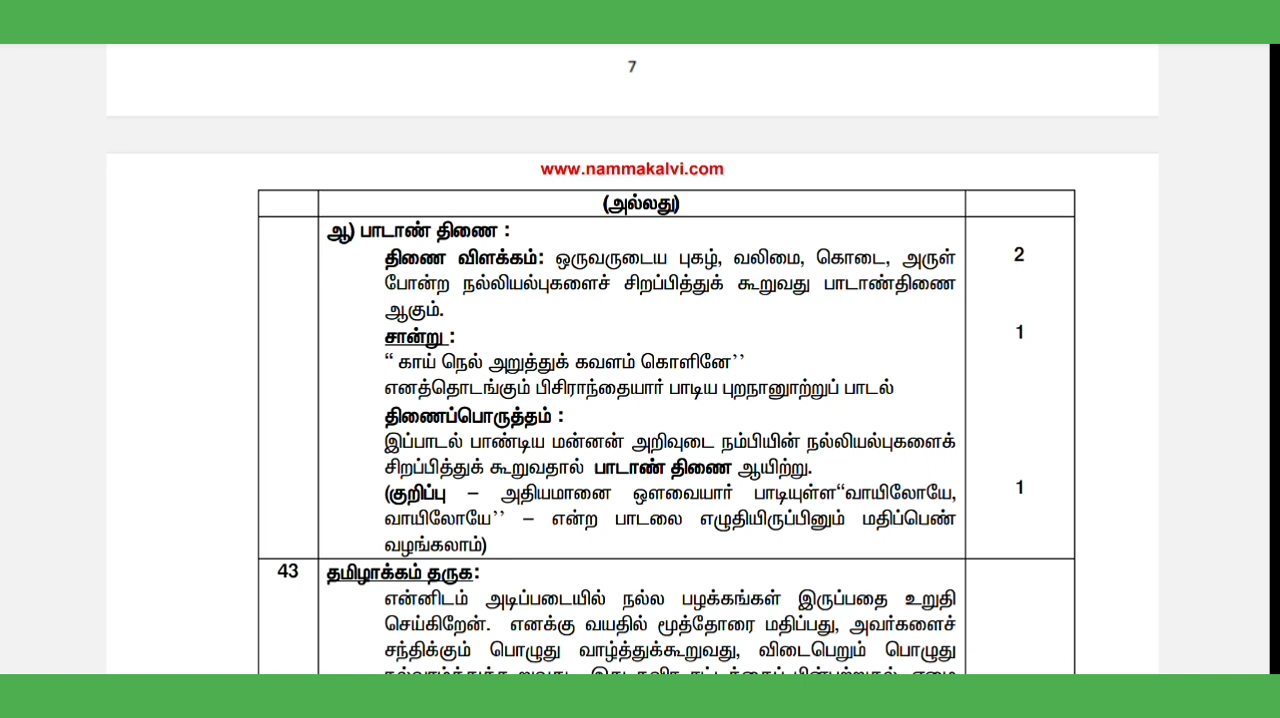 7
www.nammakalvi.com
(அல்லது)
ஆ) பாடாண் திணை :
திணை விளக்கம்: ஒருவருடைய புகழ், வலிமை, கொடை, அருள் 2
போன்ற நல்லியல்புகளைச் சிறப்பித்துக் கூறுவது பாடாண்திணை
ஆகும்.
சான்று : 1
“ காய் நெல் அறுத்துக் கவளம் கொளினே’’
எனத்தொடங்கும் பிசிராந்தையார் பாடிய புறநானூற்றுப் பாடல்
திணைப்பொருத்தம் :
இப்பாடல் பாண்டிய மன்னன் அறிவுடை நம்பியின் நல்லியல்புகளைக்
சிறப்பித்துக் கூறுவதால் பாடாண் திணை ஆயிற்று.
(குறிப்பு – அதியமானை ஔவையார் பாடியுள்ள“வாயிலோயே, 1
வாயிலோயே’’ – என்ற பாடலை எழுதியிருப்பினும் மதிப்பெண்
வழங்கலாம்)
43 தமிழாக்கம் தருக:
என்னிடம் அடிப்படையில் நல்ல பழக்கங்கள் இருப்பதை உறுதி
செய்கிறேன். எனக்கு வயதில் மூத்தோரை மதிப்பது, அவர்களைச்
சந்திக்கும் பொழுது வாழ்த்துக்கூறுவது, விடைபெறும் பொழுது